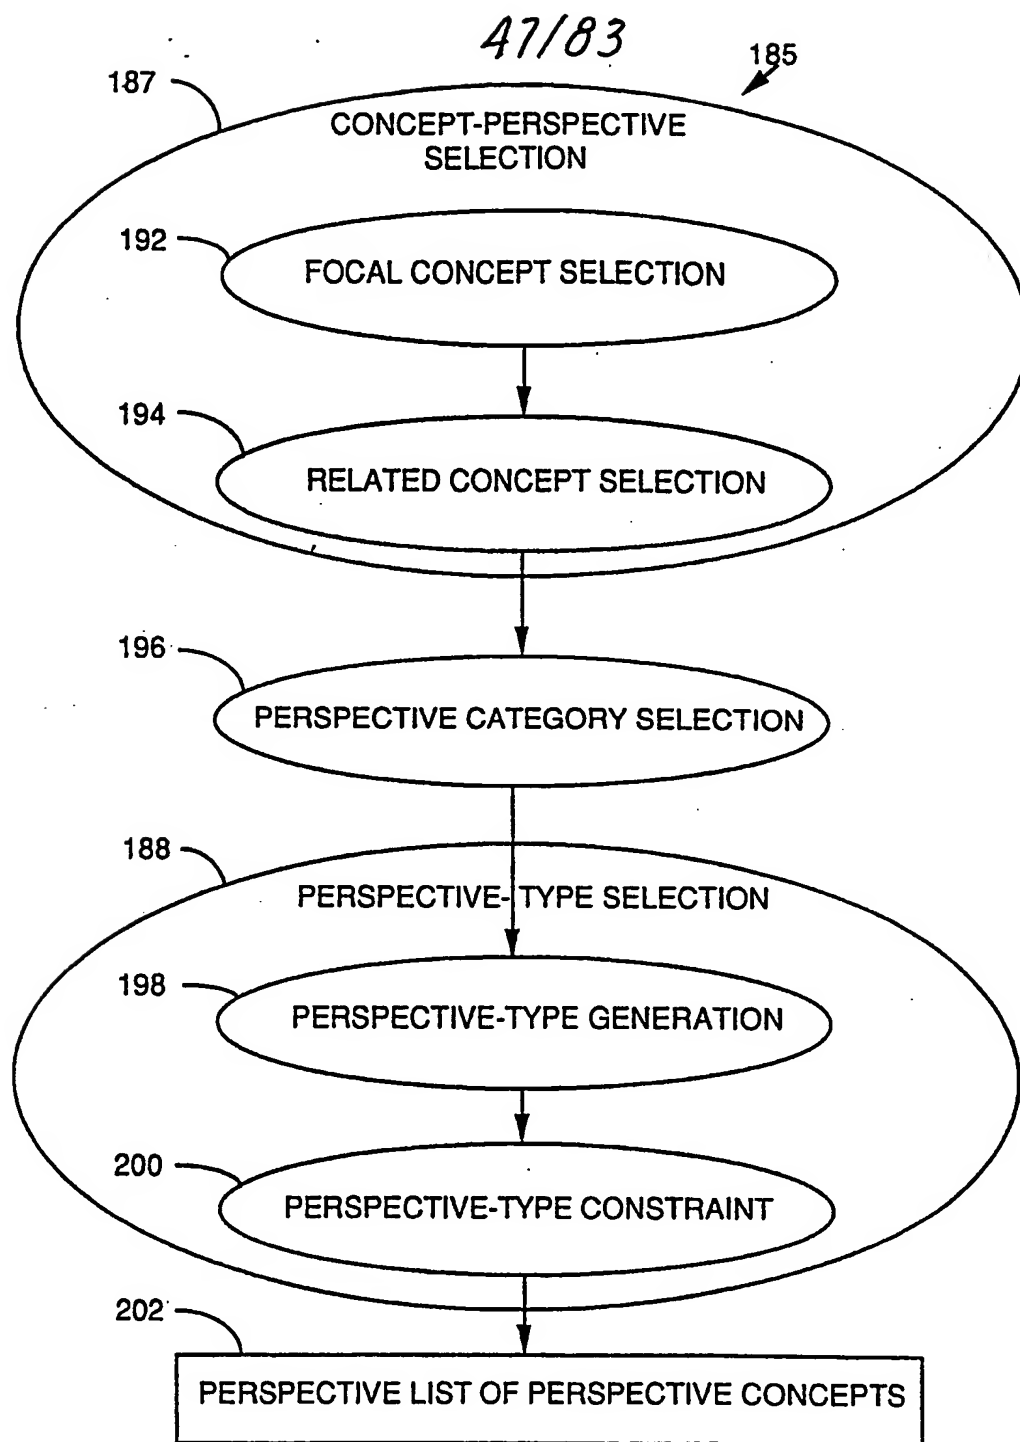 47/83
185
187
CONCEPT-PERSPECTIVE
SELECTION
192
FOCAL CONCEPT SELECTION
194
RELATED CONCEPT SELECTION
196
PERSPECTIVE CATEGORY SELECTION
188
PERSPECTIVE-TYPE SELECTION
198
PERSPECTIVE-TYPE GENERATION
200
PERSPECTIVE-TYPE CONSTRAINT
202
PERSPECTIVE LIST OF PERSPECTIVE CONCEPTS